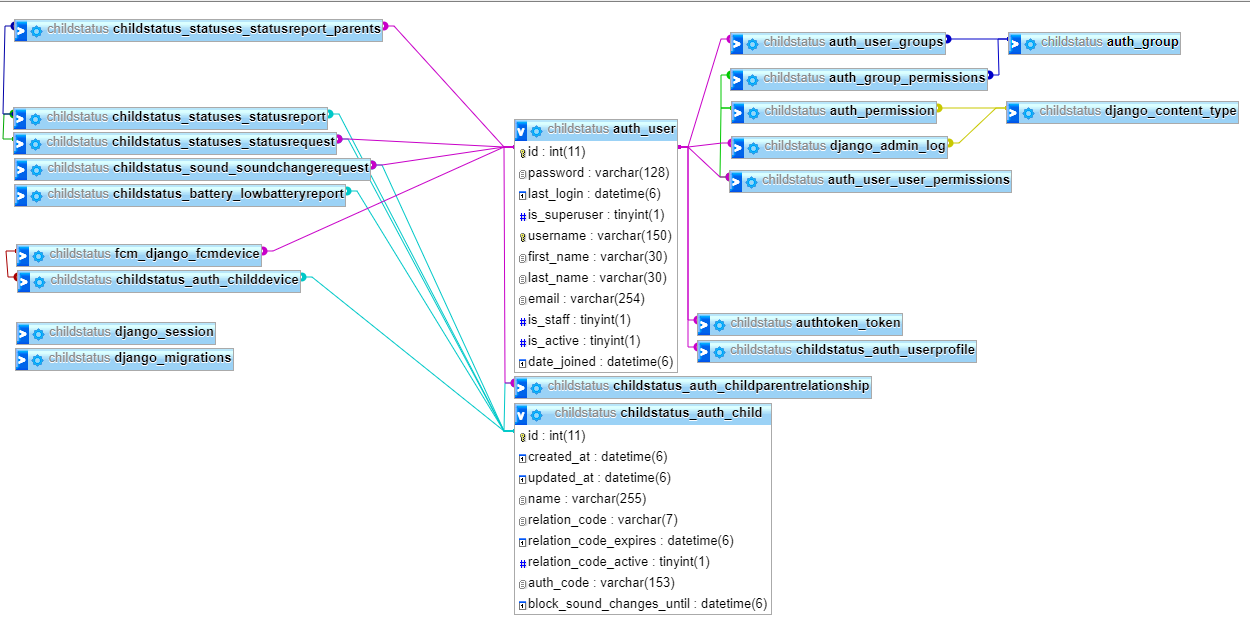 childstatus childstatus_statuses_statusreport_parents
childstatus childstatus_statuses_statusreport
childstatus childstatus_statuses_statusrequest
childstatus childstatus_sound_soundchangerequest
childstatus childstatus_battery_lowbatteryreport
childstatus fcm_django_fcmdevice
childstatus childstatus_auth_childdevice
childstatus django_session
childstatus django_migrations
v childstatus auth_user
id : int(11)
password : varchar(128)
last_login : datetime(6)
# is_superuser : tinyint(1)
username : varchar(150)
first_name : varchar(30)
last_name : varchar(30)
email : varchar(254)
# is_staff : tinyint(1)
# is_active : tinyint(1)
date_joined : datetime(6)
childstatus childstatus_auth_childparentrelationship
v childstatus childstatus_auth_child
id : int(11)
created_at : datetime(6)
updated_at : datetime(6)
name : varchar(255)
relation_code : varchar(7)
relation_code_expires : datetime(6)
# relation_code_active : tinyint(1)
auth_code : varchar(153)
block_sound_changes_until : datetime(6)
childstatus auth_user_groups
childstatus auth_group
childstatus auth_group_permissions
childstatus auth_permission
childstatus django_content_type
childstatus django_admin_log
childstatus auth_user_user_permissions
childstatus authtoken_token
childstatus childstatus_auth_userprofile